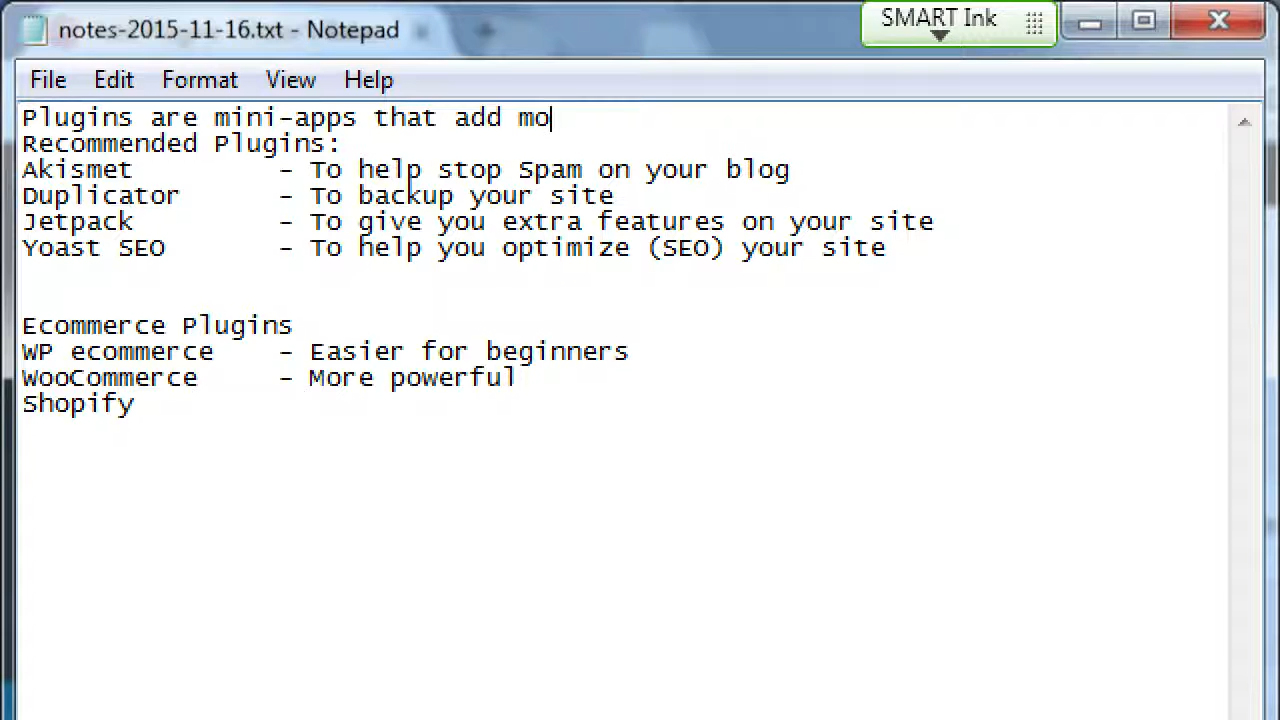 notes-2015-11-16.txt - Notepad
SMART Ink
File Edit Format View Help
Plugins are mini-apps that add mo
Recommended Plugins:
Akismet - To help stop Spam on your blog
Duplicator - To backup your site
Jetpack - To give you extra features on your site
Yoast SEO - To help you optimize (SEO) your site
Ecommerce Plugins
WP ecommerce - Easier for beginners
WooCommerce - More powerful
Shopify